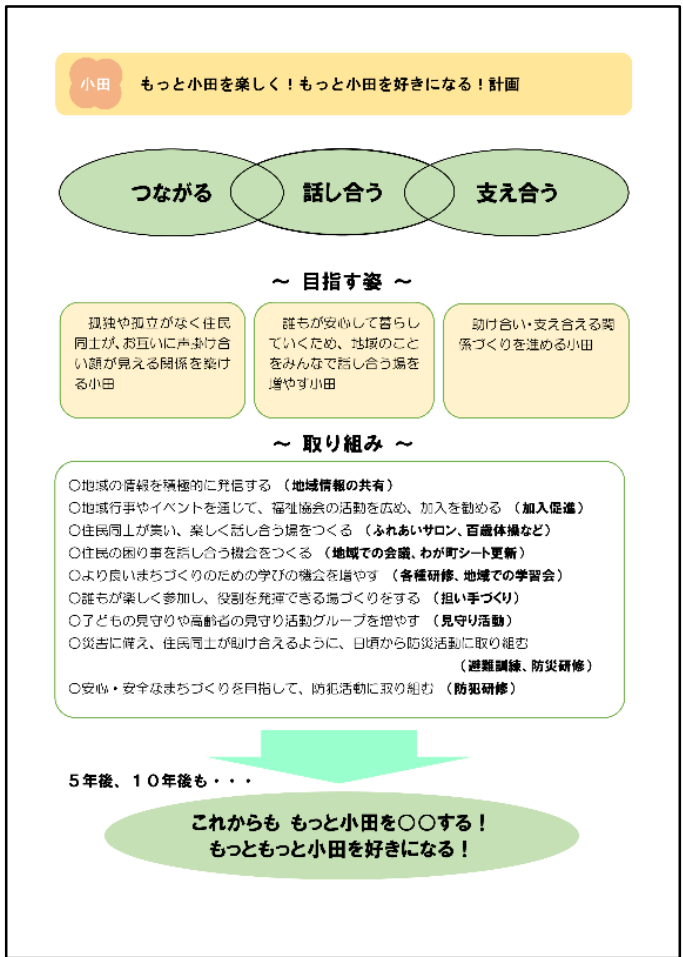 小田
もっと小田を楽しく！もっと小田を好きになる！計画
つながる
話し合う
支え合う
～ 目指す姿 ～
孤独や孤立がなく住民
同士が、お互いに声掛け合
い顔が見える関係を築け
る小田
誰もが安心して暮らし
ていくため、地域のこと
をみんなで話し合う場を
増やす小田
助け合い・支え合える関
係づくりを進める小田
～ 取り組み ～
○地域の情報を積極的に発信する （地域情報の共有）
○地域行事やイベントを通じて、福祉協会の活動を広め、加入を勧める （加入促進）
○住民同士が集い、楽しく話し合う場をつくる （ふれあいサロン、百歳体操など）
○住民の困り事を話し合う機会をつくる （地域での会議、わが町シート更新）
○より良いまちづくりのための学びの機会を増やす （各種研修、地域での学習会）
○誰もが楽しく参加し、役割を発揮できる場づくりをする （担い手づくり）
○子どもの見守りや高齢者の見守り活動グループを増やす （見守り活動）
○災害に備え、住民同士が助け合えるように、日頃から防災活動に取り組む
（避難訓練、防災研修）
○安心・安全なまちづくりを目指して、防犯活動に取り組む （防犯研修）
５年後、１０年後も・・・
これからも もっと小田を○○する！
もっともっと小田を好きになる！